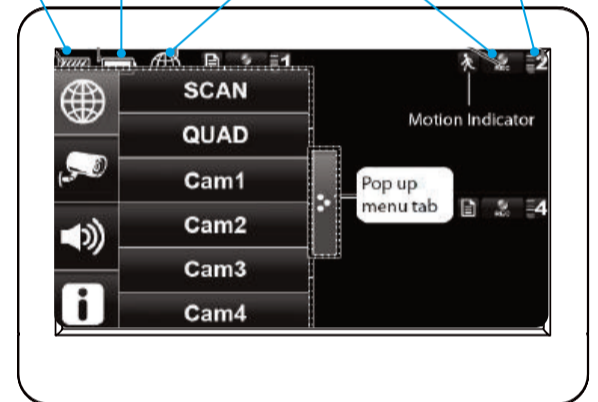 1
2
SCAN
Motion Indicator
QUAD
Cam1
Pop up
menu tab
4
Cam2
Cam3
Cam4
i